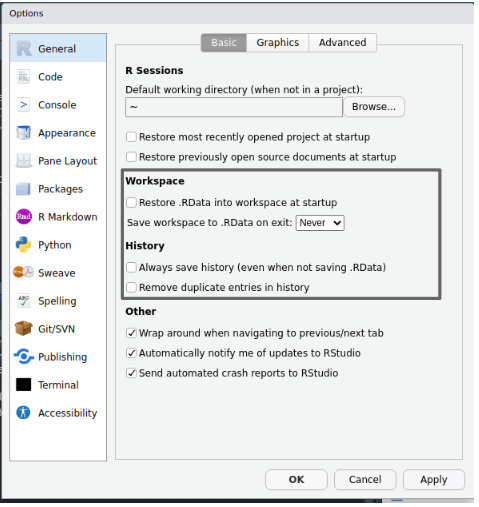 Options
General
Code
Console
Appearance
Pane Layout
Packages
R Markdown
Python
Sweave
Spelling
Git/SVN
Publishing
Terminal
Accessibility
Basic Graphics Advanced
R Sessions
Default working directory (when not in a project):
~ Browse...
Restore most recently opened project at startup
Restore previously open source documents at startup
Workspace
Restore .RData into workspace at startup
Save workspace to .RData on exit: Never
History
Always save history (even when not saving .RData)
Remove duplicate entries in history
Other
Wrap around when navigating to previous/next tab
Automatically notify me of updates to RStudio
Send automated crash reports to RStudio
OK Cancel Apply